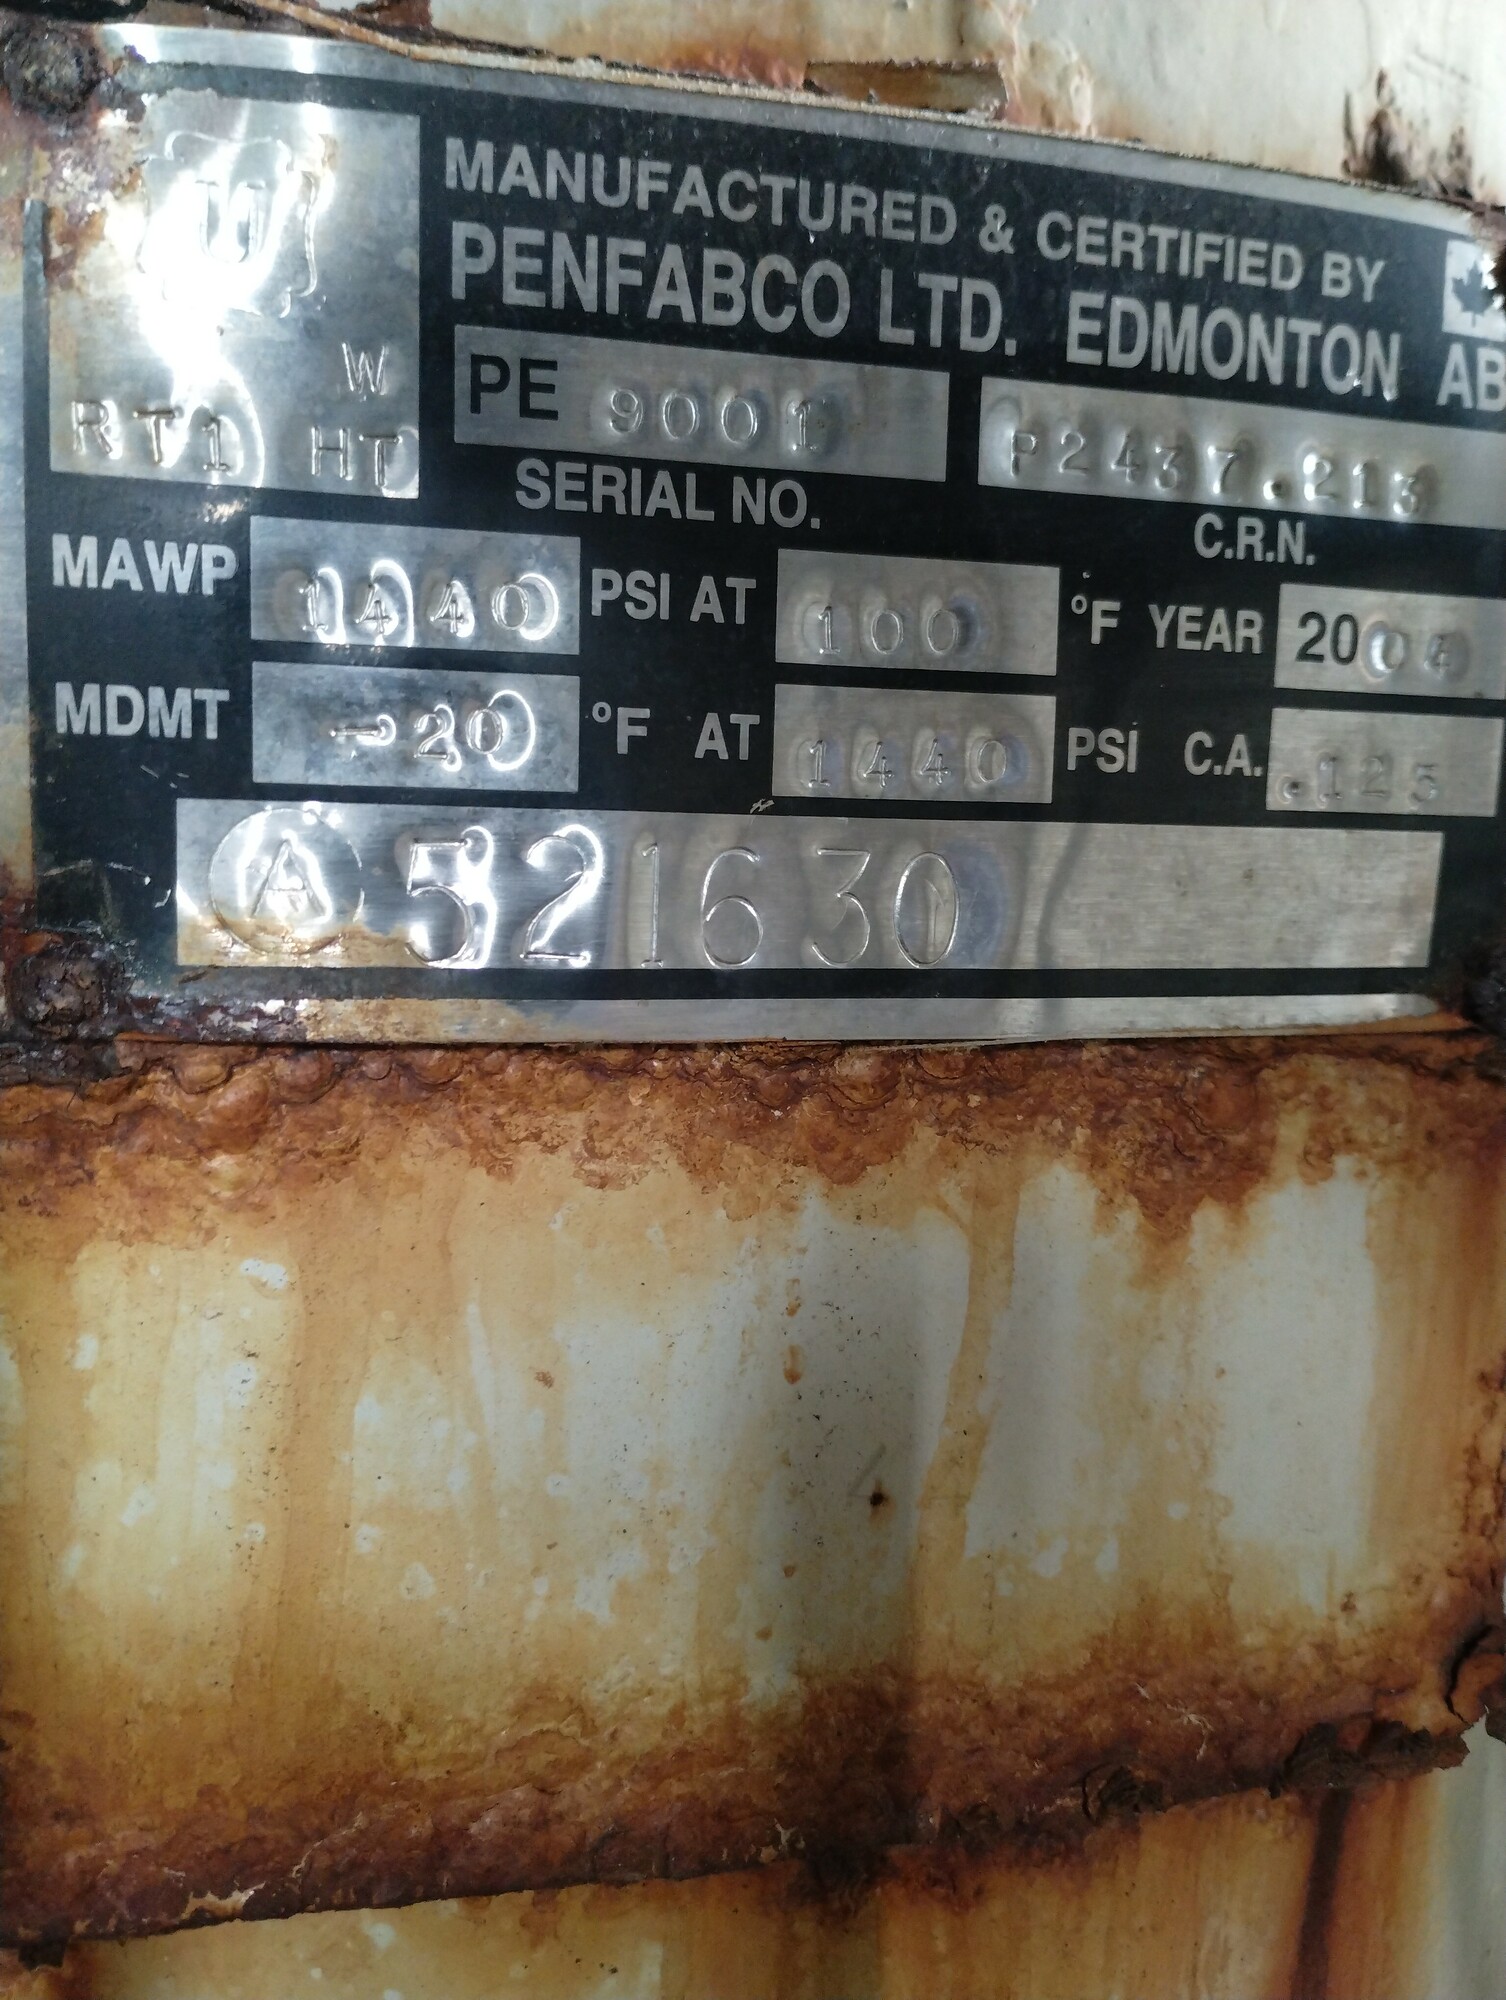 MANUFACTURED & CERTIFIED BY
PENFABCO LTD. EDMONTON AB
U
W
RT1 HT
PE 9001
SERIAL NO.
P2437.213
C.R.N.
MAWP 1440 PSI AT 100 °F YEAR 2004
MDMT -20 °F AT 1440 PSI C.A. .125
A 521630